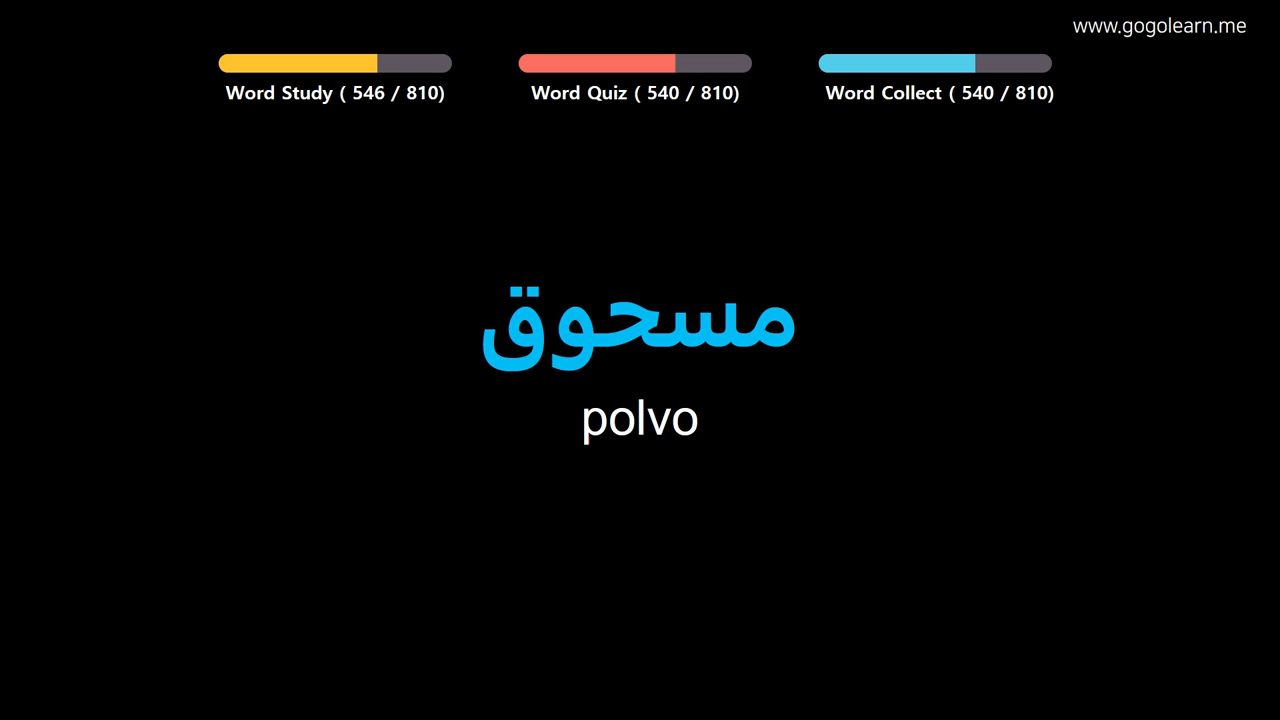 www.gogolearn.me
Word Study ( 546 / 810)
Word Quiz ( 540 / 810)
Word Collect ( 540 / 810)
مسحوق
polvo